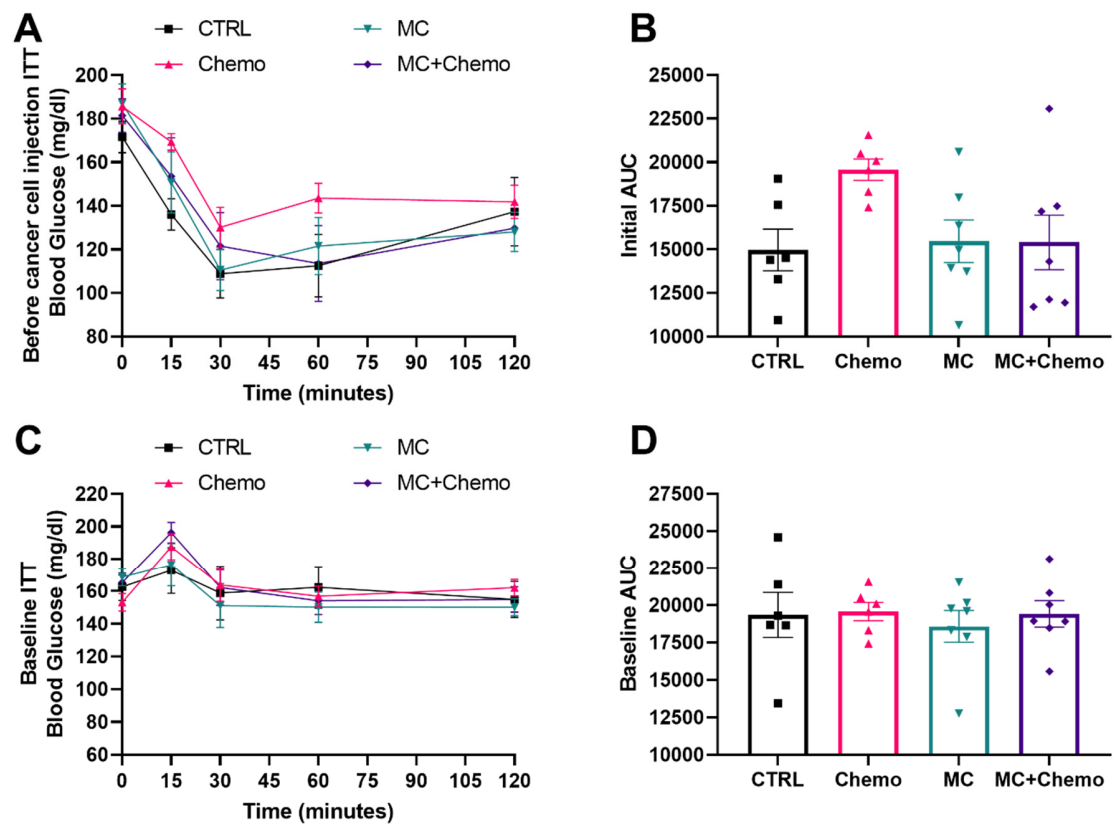 A
CTRL
MC
Chemo
MC+Chemo
Before cancer cell injection ITT
Blood Glucose (mg/dl)
200
180
160
140
120
100
80
0 15 30 45 60 75 90 105 120
Time (minutes)
B
Initial AUC
25000
22500
20000
17500
15000
12500
10000
CTRL Chemo MC MC+Chemo
C
CTRL
MC
Chemo
MC+Chemo
Baseline ITT
Blood Glucose (mg/dl)
220
200
180
160
140
120
100
80
60
0 15 30 45 60 75 90 105 120
Time (minutes)
D
Baseline AUC
27500
25000
22500
20000
17500
15000
12500
10000
CTRL Chemo MC MC+Chemo